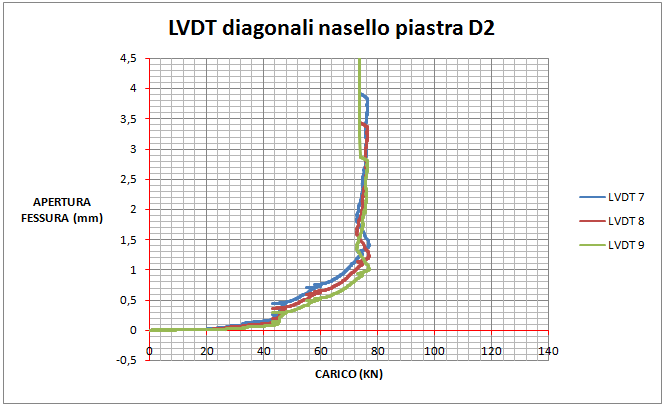 LVDT diagonali nasello piastra D2
4,5
4
3,5
3
2,5
2
1,5
1
0,5
0
-0,5
APERTURA
FESSURA (mm)
0 20 40 60 80 100 120 140
CARICO (KN)
LVDT 7
LVDT 8
LVDT 9